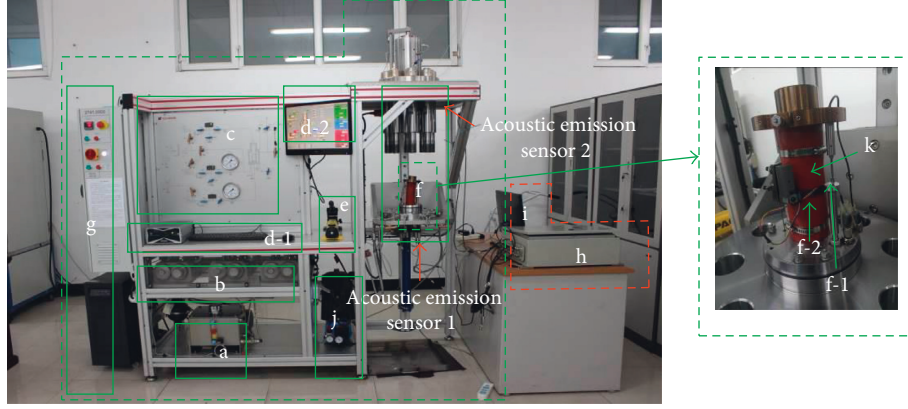 c
d-2
Acoustic emission
sensor 2
k
f
e
i
g
d-1
h
f-2
b
f-1
Acoustic emission
sensor 1
j
a